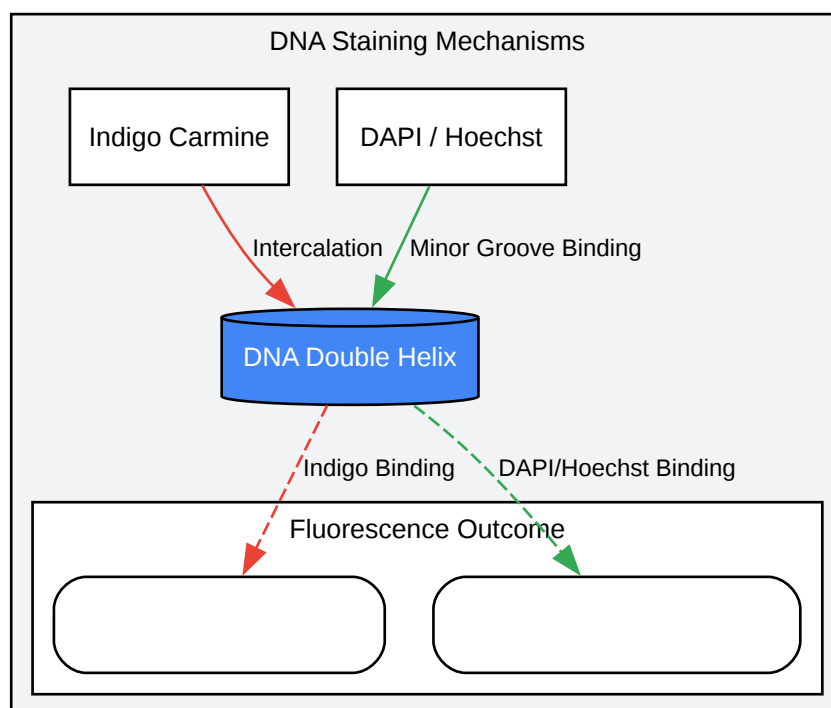 DNA Staining Mechanisms
Indigo Carmine
DAPI / Hoechst
Intercalation
Minor Groove Binding
DNA Double Helix
Indigo Binding
DAPI/Hoechst Binding
Fluorescence Outcome